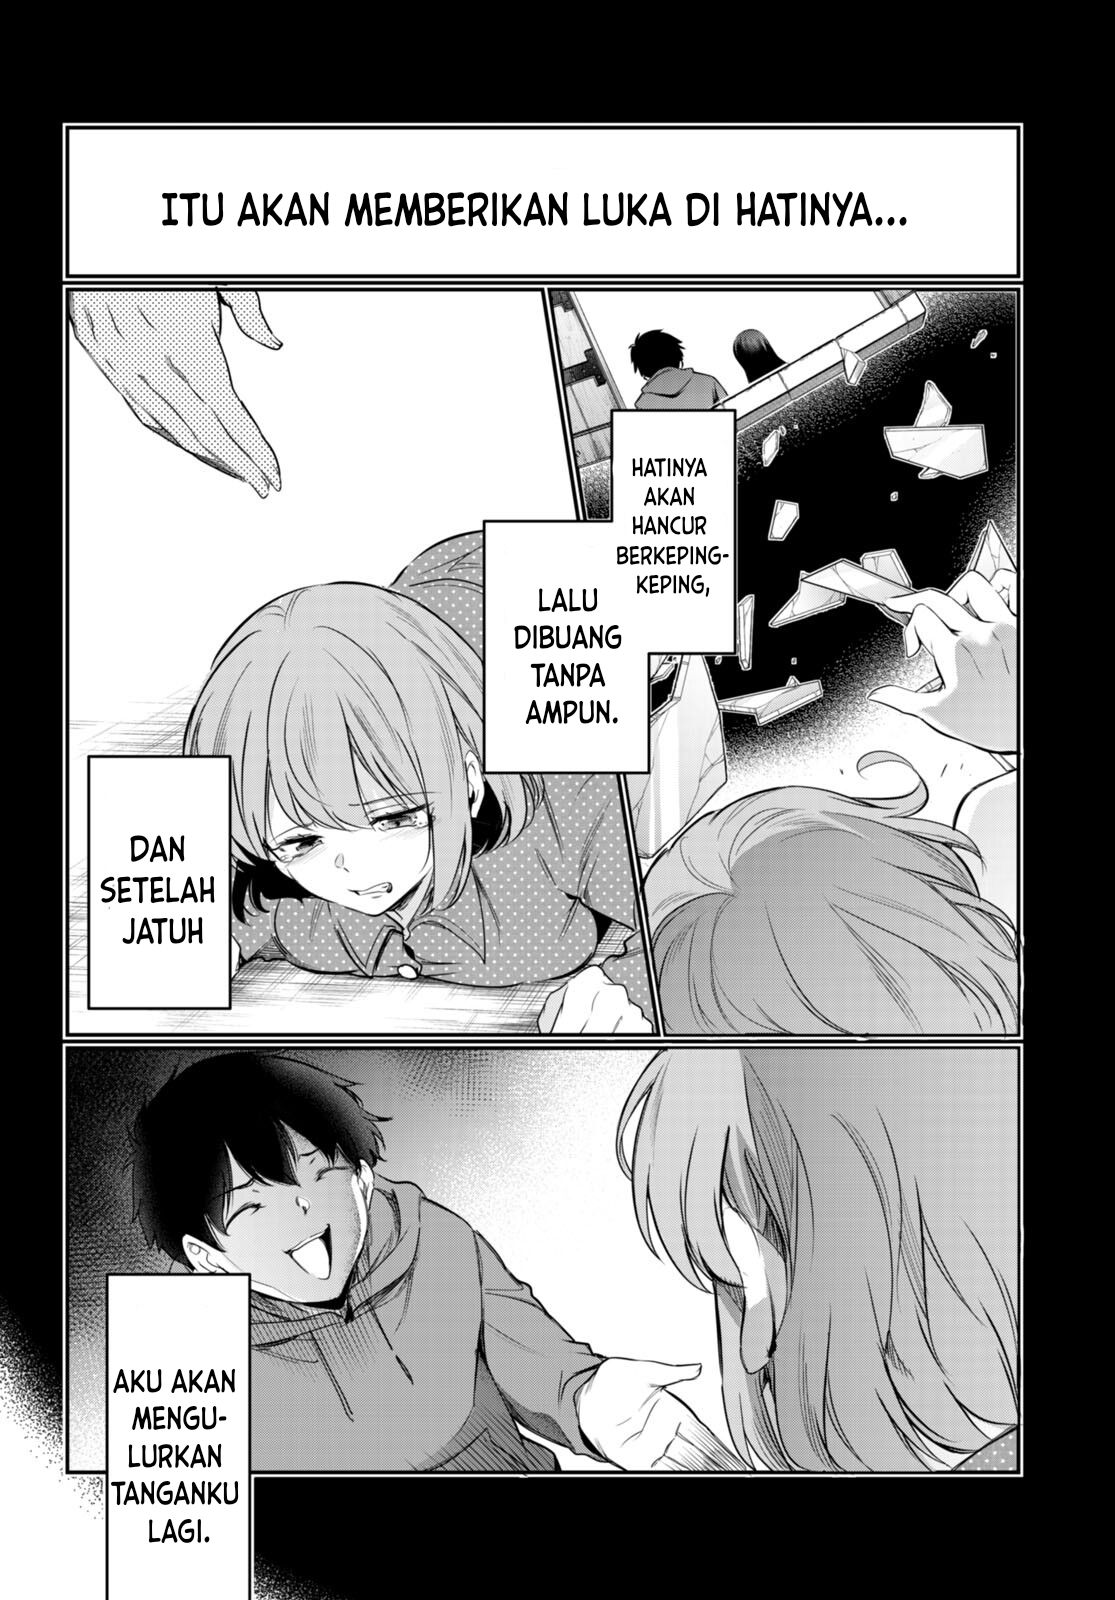 ITU AKAN MEMBERIKAN LUKA DI HATINYA...
HATINYA
AKAN
HANCUR
BERKEPING-
KEPING,
LALU
DIBUANG
TANPA
AMPUN.
DAN
SETELAH
JATUH
AKU AKAN
MENGU-
LURKAN
TANGANKU
LAGI.